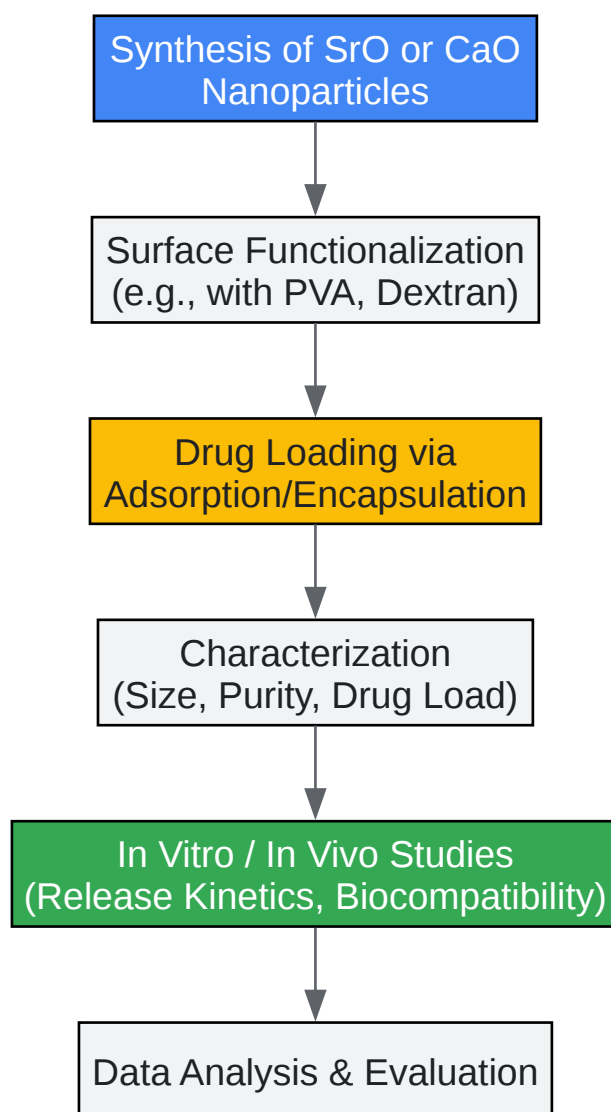 Synthesis of SrO or CaO
Nanoparticles
Surface Functionalization
(e.g., with PVA, Dextran)
Drug Loading via
Adsorption/Encapsulation
Characterization
(Size, Purity, Drug Load)
In Vitro / In Vivo Studies
(Release Kinetics, Biocompatibility)
Data Analysis & Evaluation